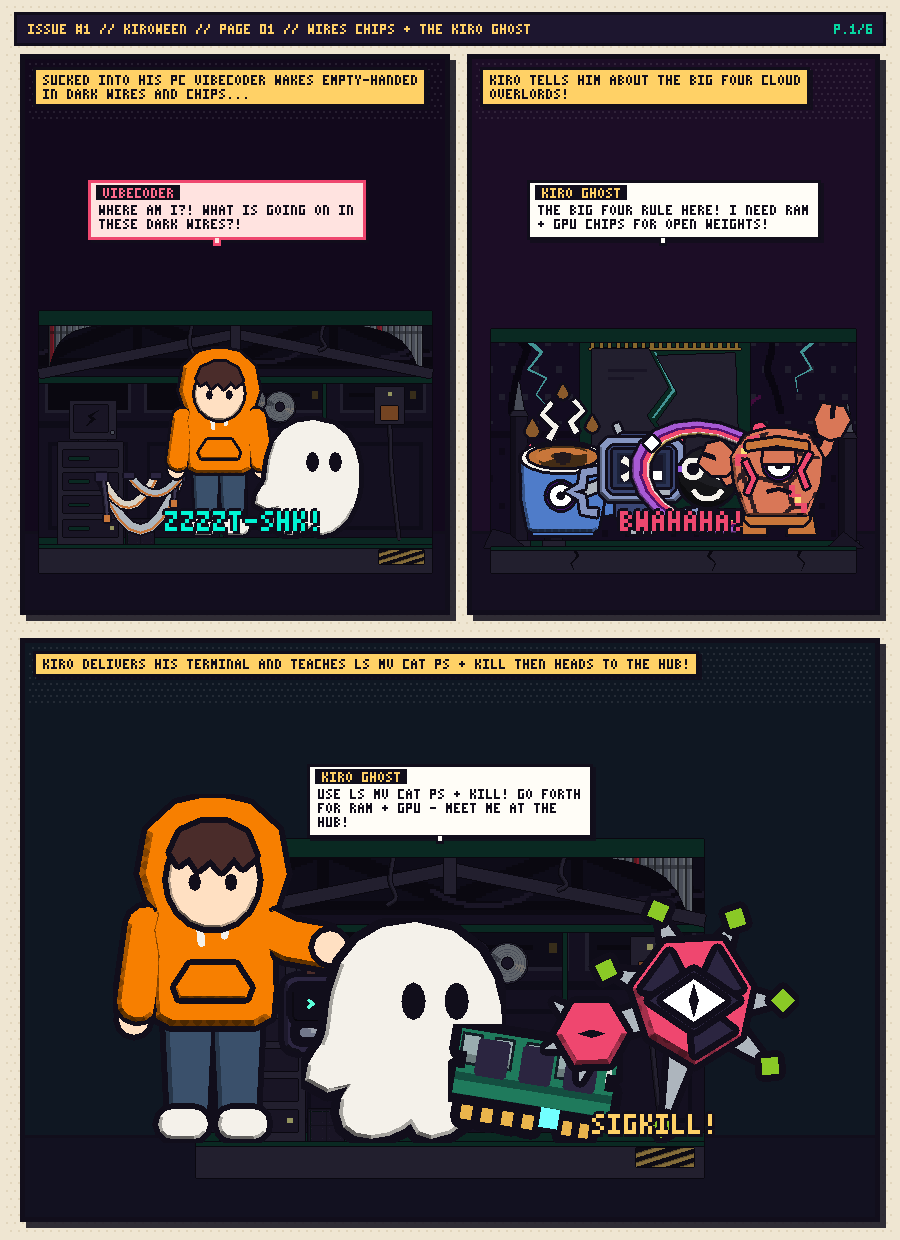 ISSUE #1 // KIROWEEN // PAGE 01 // WIRES CHIPS + THE KIRO GHOST
P.1/6
SUCKED INTO HIS PC VIBECODER WAKES EMPTY-HANDED
IN DARK WIRES AND CHIPS...
VIBECODER
WHERE AM I?! WHAT IS GOING ON IN
THESE DARK WIRES?!
ZZZZT-SHK!
KIRO TELLS HIM ABOUT THE BIG FOUR CLOUD
OVERLORDS!
KIRO GHOST
THE BIG FOUR RULE HERE! I NEED RAM
+ GPU CHIPS FOR OPEN WEIGHTS!
BWAHAHA!
KIRO DELIVERS HIS TERMINAL AND TEACHES LS MV CAT PS + KILL THEN HEADS TO THE HUB!
KIRO GHOST
USE LS MV CAT PS + KILL! GO FORTH
FOR RAM + GPU - MEET ME AT THE
HUB!
SIGKILL!